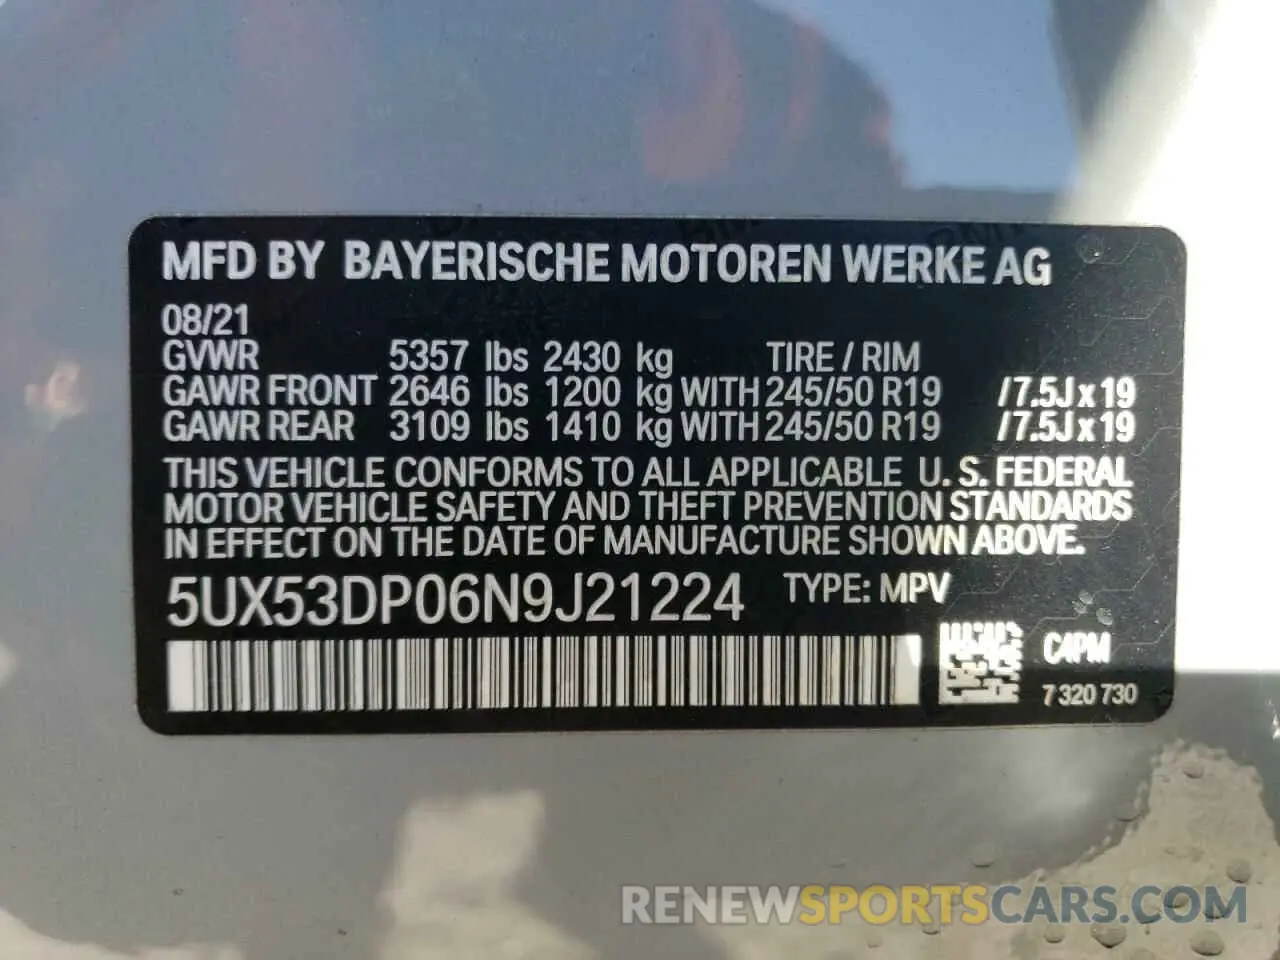 MFD BY BAYERISCHE MOTOREN WERKE AG
08/21
GVWR 5357 lbs 2430 kg TIRE / RIM
GAWR FRONT 2646 lbs 1200 kg WITH 245/50 R19 /7.5J x 19
GAWR REAR 3109 lbs 1410 kg WITH 245/50 R19 /7.5J x 19
THIS VEHICLE CONFORMS TO ALL APPLICABLE U. S. FEDERAL
MOTOR VEHICLE SAFETY AND THEFT PREVENTION STANDARDS
IN EFFECT ON THE DATE OF MANUFACTURE SHOWN ABOVE.
5UX53DP06N9J21224 TYPE: MPV
C4PM
7 320 730
RENEWSPORTSCARS.COM